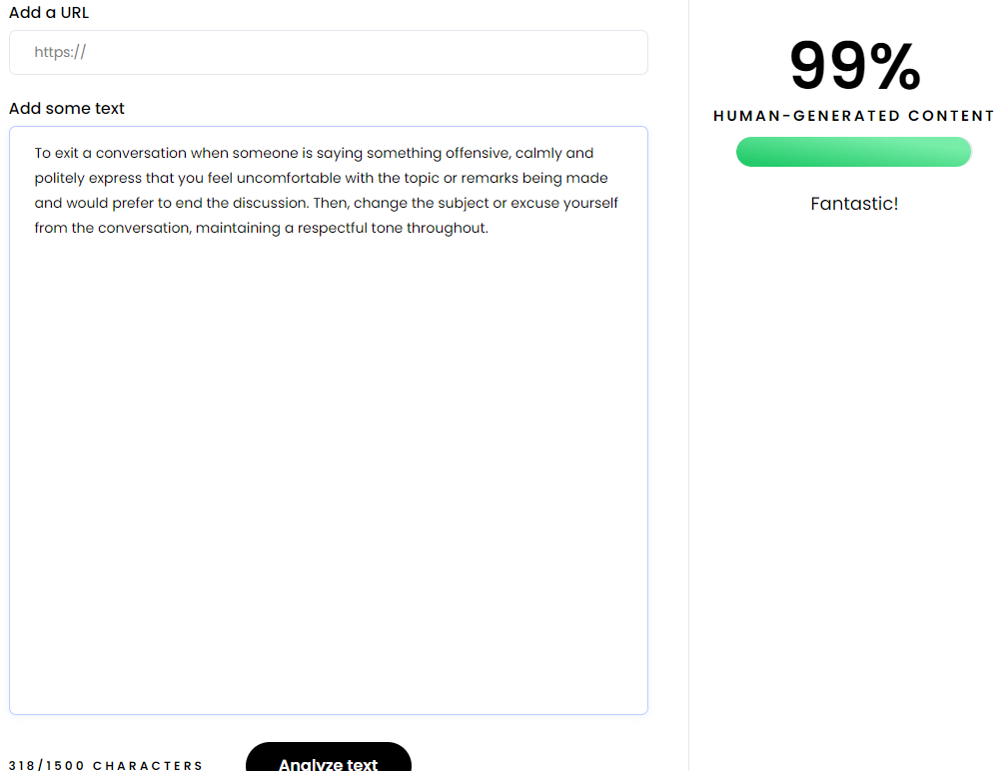 Add a URL
https://
Add some text
To exit a conversation when someone is saying something offensive, calmly and
politely express that you feel uncomfortable with the topic or remarks being made
and would prefer to end the discussion. Then, change the subject or excuse yourself
from the conversation, maintaining a respectful tone throughout.
318/1500 CHARACTERS
Analyze text
99%
HUMAN-GENERATED CONTENT
Fantastic!